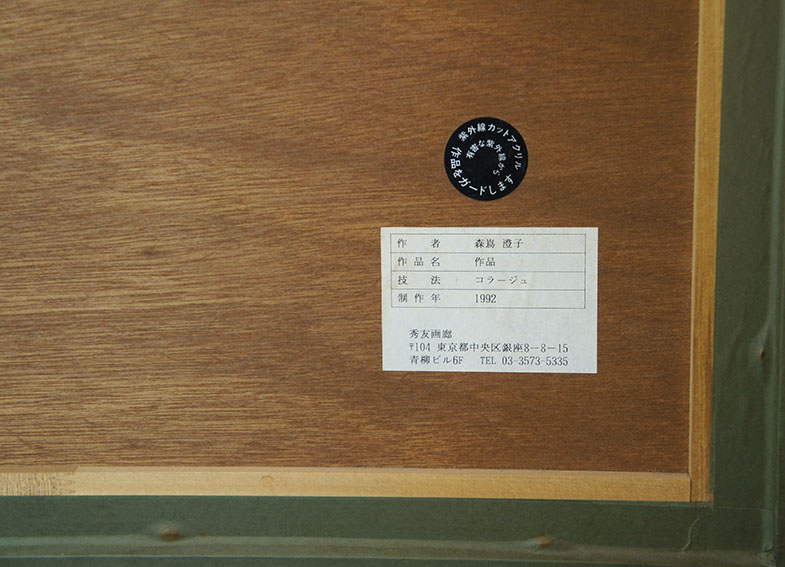 紫外線カットアクリル
有害な紫外線から
作品をガードします
作 者 森嶌 澄子
作品名 作品
技 法 コラージュ
制作年 1992
秀友画廊
〒104 東京都中央区銀座8-8-15
青柳ビル6F TEL 03-3573-5335